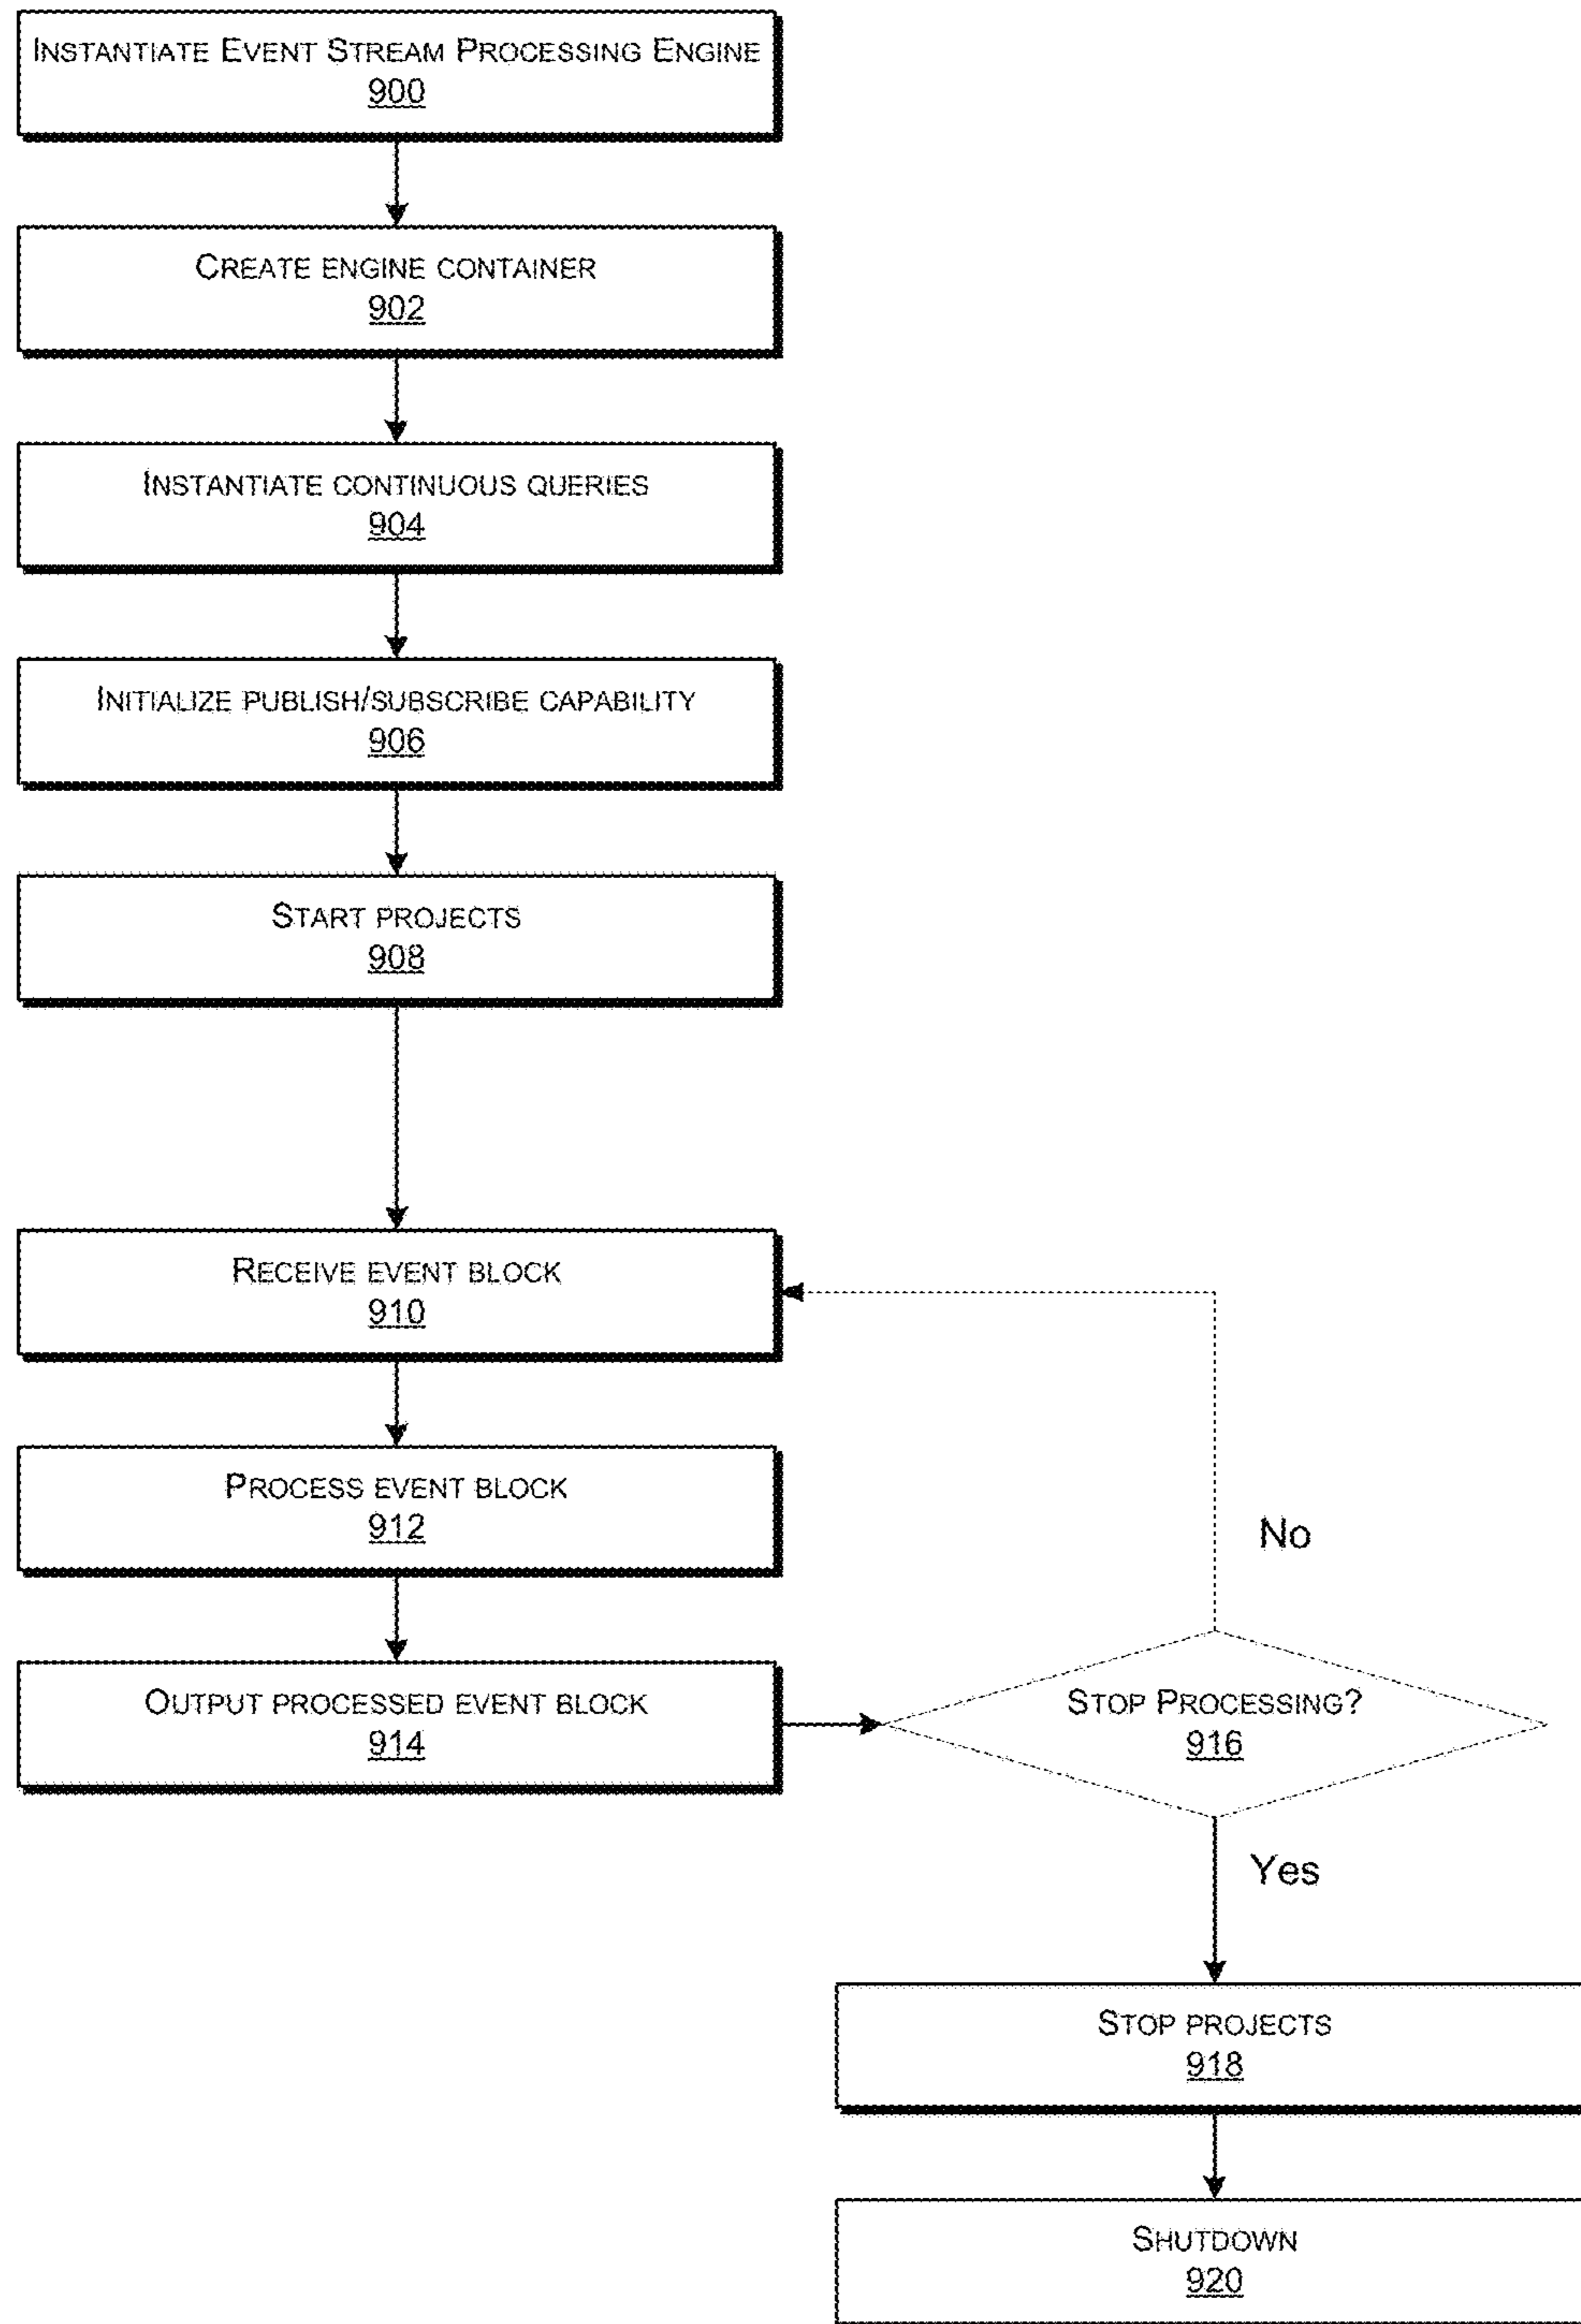 INSTANTIATE EVENT STREAM PROCESSING ENGINE
900
CREATE ENGINE CONTAINER
902
INSTANTIATE CONTINUOUS QUERIES
904
INITIALIZE PUBLISH/SUBSCRIBE CAPABILITY
906
START PROJECTS
908
RECEIVE EVENT BLOCK
910
PROCESS EVENT BLOCK
912
No
OUTPUT PROCESSED EVENT BLOCK
914
STOP PROCESSING?
916
Yes
STOP PROJECTS
918
SHUTDOWN
920